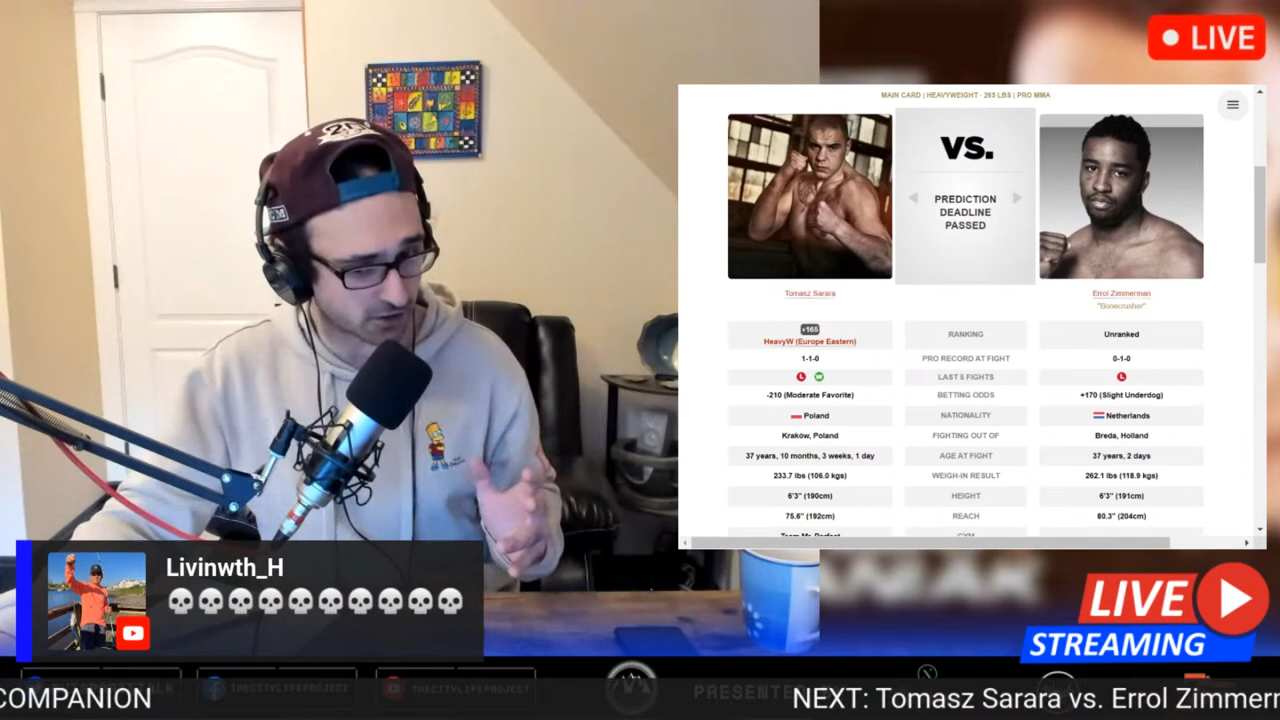 LIVE
MAIN CARD | HEAVYWEIGHT · 265 LBS | PRO MMA
VS.
PREDICTION
DEADLINE
PASSED
Tomasz Sarara
Errol Zimmerman
"Bonecrusher"
+165
HeavyW (Europe Eastern)
RANKING
Unranked
1-1-0
PRO RECORD AT FIGHT
0-1-0
L W
LAST 5 FIGHTS
L
-210 (Moderate Favorite)
BETTING ODDS
+170 (Slight Underdog)
Poland
NATIONALITY
Netherlands
Kraków, Poland
FIGHTING OUT OF
Breda, Holland
37 years, 10 months, 3 weeks, 1 day
AGE AT FIGHT
37 years, 2 days
233.7 lbs (106.0 kgs)
WEIGH-IN RESULT
262.1 lbs (118.9 kgs)
6'3" (190cm)
HEIGHT
6'3" (191cm)
75.6" (192cm)
REACH
80.3" (204cm)
Livinwth_H
💀💀💀💀💀💀💀💀💀💀
LIVE
STREAMING
THECITYLIFEPROJECT
THECITYLIFEPROJECT
PRESENTED
COMPANION
NEXT: Tomasz Sarara vs. Errol Zimmer